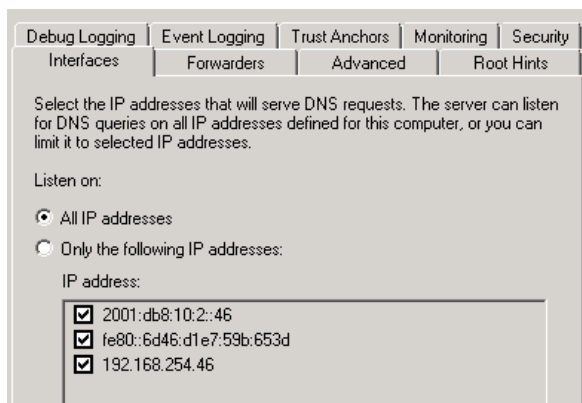 Debug Logging Event Logging Trust Anchors Monitoring Security
Interfaces Forwarders Advanced Root Hints
Select the IP addresses that will serve DNS requests. The server can listen
for DNS queries on all IP addresses defined for this computer, or you can
limit it to selected IP addresses.
Listen on:
All IP addresses
Only the following IP addresses:
IP address:
2001:db8:10:2::46
fe80::6d46:d1e7:59b:653d
192.168.254.46